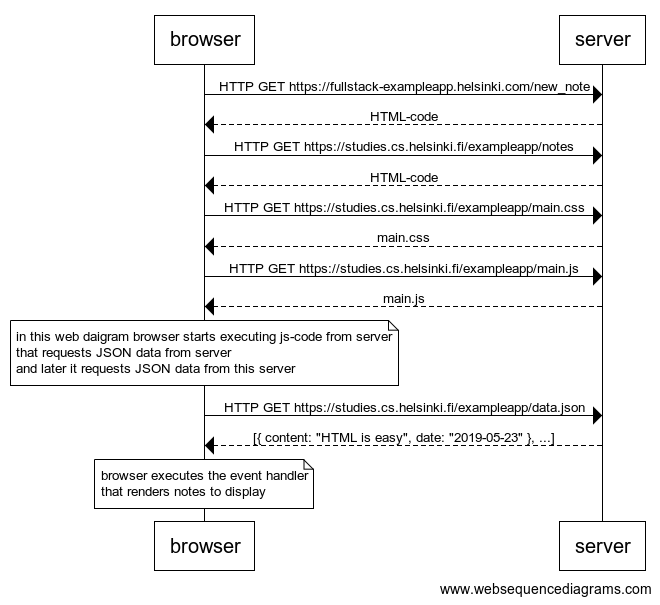 browser
server
HTTP GET https://fullstack-exampleapp.helsinki.com/new_note
HTML-code
HTTP GET https://studies.cs.helsinki.fi/exampleapp/notes
HTML-code
HTTP GET https://studies.cs.helsinki.fi/exampleapp/main.css
main.css
HTTP GET https://studies.cs.helsinki.fi/exampleapp/main.js
main.js
in this web daigram browser starts executing js-code from server
that requests JSON data from server
and later it requests JSON data from this server
HTTP GET https://studies.cs.helsinki.fi/exampleapp/data.json
[{ content: "HTML is easy", date: "2019-05-23" }, ...]
browser executes the event handler
that renders notes to display
browser
server
www.websequencediagrams.com